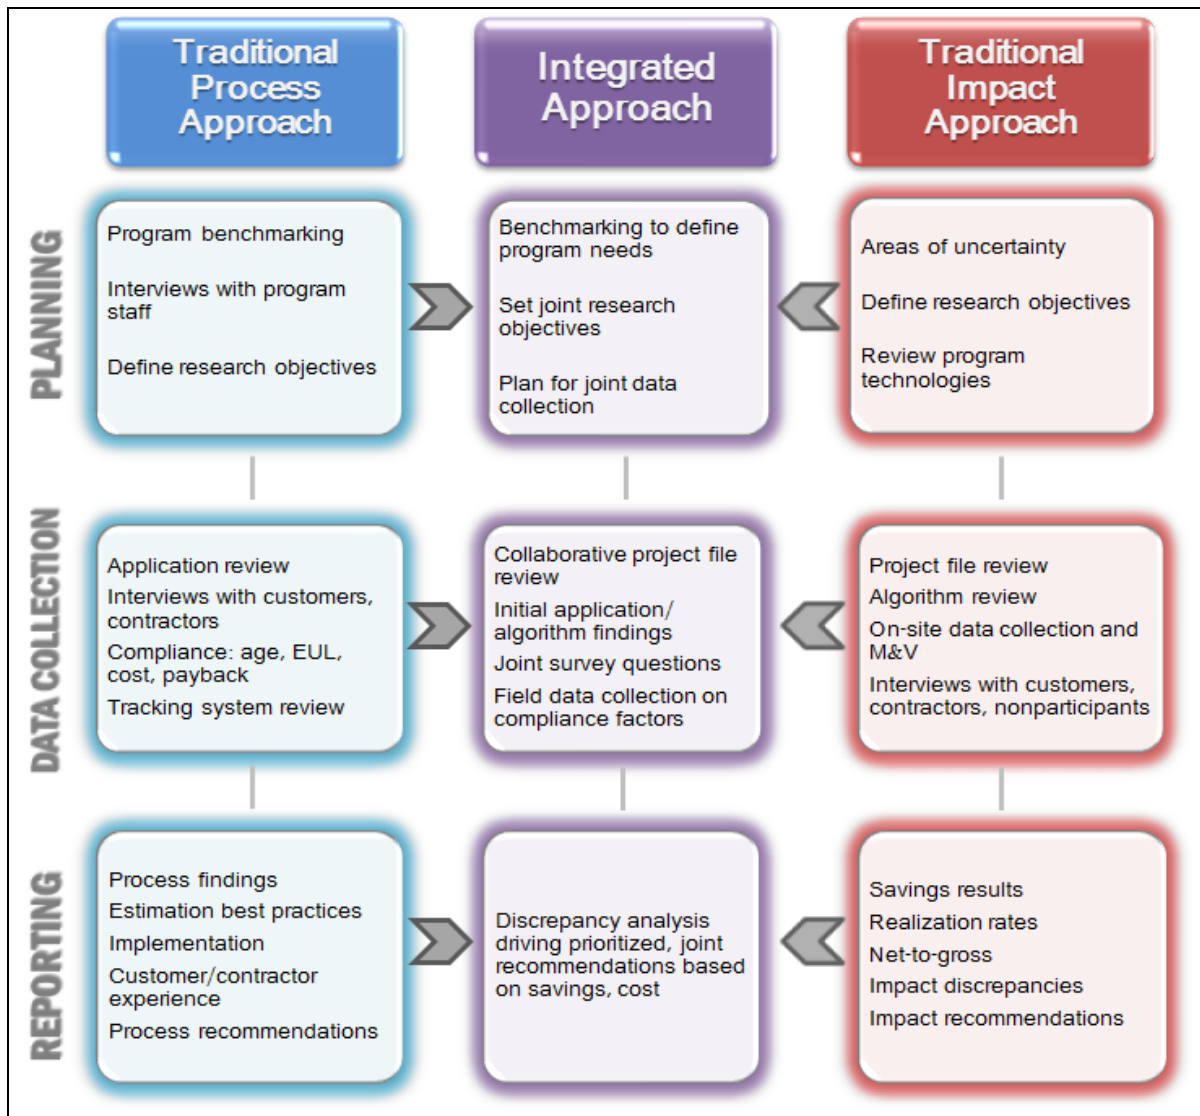 Traditional
Process
Approach
Integrated
Approach
Traditional
Impact
Approach
PLANNING
Program benchmarking
Interviews with program
staff
Define research objectives
Benchmarking to define
program needs
Set joint research
objectives
Plan for joint data
collection
Areas of uncertainty
Define research objectives
Review program
technologies
DATA COLLECTION
Application review
Interviews with customers,
contractors
Compliance: age, EUL,
cost, payback
Tracking system review
Collaborative project file
review
Initial application/
algorithm findings
Joint survey questions
Field data collection on
compliance factors
Project file review
Algorithm review
On-site data collection and
M&V
Interviews with customers,
contractors, nonparticipants
REPORTING
Process findings
Estimation best practices
Implementation
Customer/contractor
experience
Process recommendations
Discrepancy analysis
driving prioritized, joint
recommendations based
on savings, cost
Savings results
Realization rates
Net-to-gross
Impact discrepancies
Impact recommendations